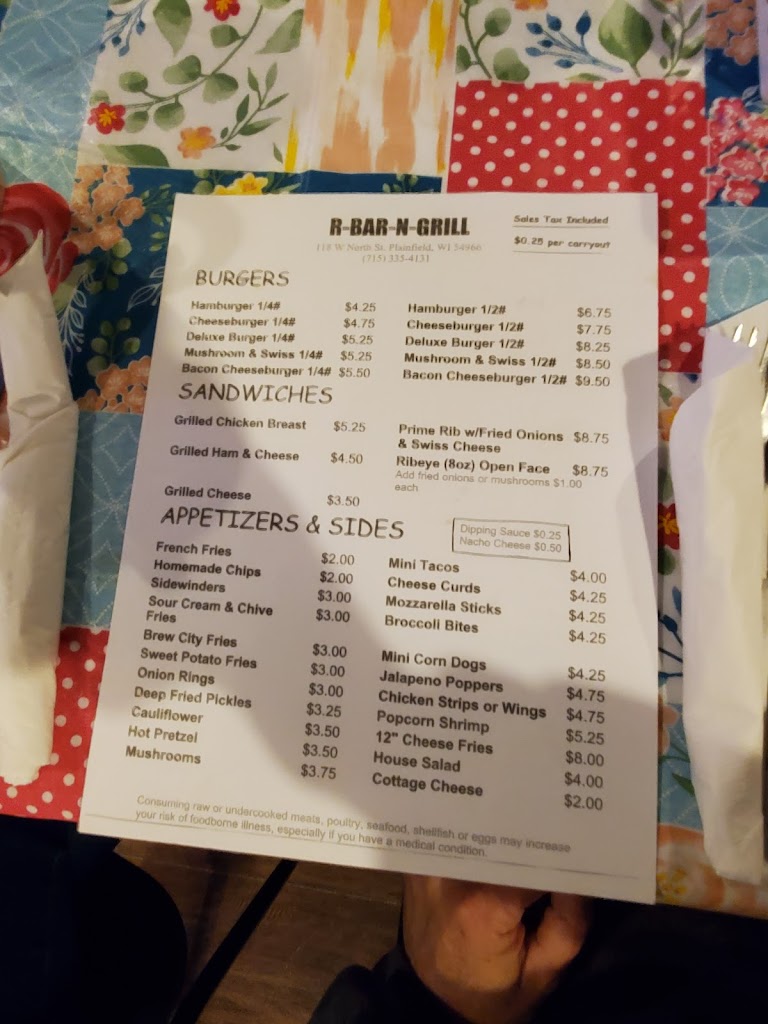 R-BAR-N-GRILL
118 W North St. Plainfield, WI 54966
(715) 335-4131
Sales Tax Included
$0.25 per carryout
BURGERS
Hamburger 1/4# $4.25
Cheeseburger 1/4# $4.75
Deluxe Burger 1/4# $5.25
Mushroom & Swiss 1/4# $5.25
Bacon Cheeseburger 1/4# $5.50
Hamburger 1/2# $6.75
Cheeseburger 1/2# $7.75
Deluxe Burger 1/2# $8.25
Mushroom & Swiss 1/2# $8.50
Bacon Cheeseburger 1/2# $9.50
SANDWICHES
Grilled Chicken Breast $5.25
Grilled Ham & Cheese $4.50
Grilled Cheese $3.50
Prime Rib w/Fried Onions $8.75
& Swiss Cheese
Ribeye (8oz) Open Face $8.75
Add fried onions or mushrooms $1.00
each
APPETIZERS & SIDES
Dipping Sauce $0.25
Nacho Cheese $0.50
French Fries $2.00
Homemade Chips $2.00
Sidewinders $3.00
Sour Cream & Chive $3.00
Fries
Brew City Fries $3.00
Sweet Potato Fries $3.00
Onion Rings $3.00
Deep Fried Pickles $3.25
Cauliflower $3.50
Hot Pretzel $3.50
Mushrooms $3.75
Mini Tacos $4.00
Cheese Curds $4.25
Mozzarella Sticks $4.25
Broccoli Bites $4.25
Mini Corn Dogs $4.25
Jalapeno Poppers $4.75
Chicken Strips or Wings $4.75
Popcorn Shrimp $5.25
12" Cheese Fries $8.00
House Salad $4.00
Cottage Cheese $2.00
Consuming raw or undercooked meats, poultry, seafood, shellfish or eggs may increase
your risk of foodborne illness, especially if you have a medical condition.